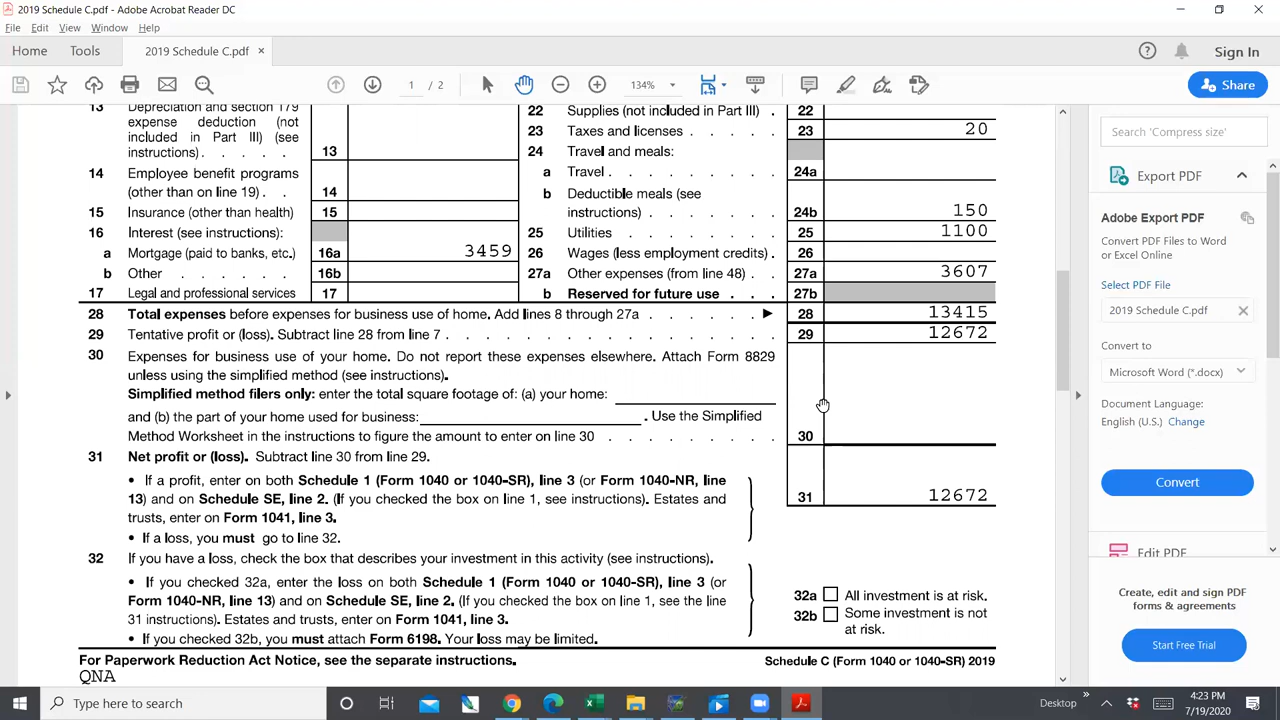 2019 Schedule C.pdf - Adobe Acrobat Reader DC
File Edit View Window Help
Home Tools 2019 Schedule C.pdf × Sign In
1 / 2 134% Share
13 Depreciation and section 179
expense deduction (not
included in Part III) (see
instructions) . . . . . 13
14 Employee benefit programs
(other than on line 19) . . 14
15 Insurance (other than health) 15
16 Interest (see instructions):
a Mortgage (paid to banks, etc.) 16a 3459
b Other . . . . . . 16b
17 Legal and professional services 17
22 Supplies (not included in Part III) . 22
23 Taxes and licenses . . . . . 23 20
24 Travel and meals:
a Travel . . . . . . . . . 24a
b Deductible meals (see
instructions) . . . . . . . 24b 150
25 Utilities . . . . . . . . 25 1100
26 Wages (less employment credits) . 26
27a Other expenses (from line 48) . . 27a 3607
b Reserved for future use . . . 27b
28 Total expenses before expenses for business use of home. Add lines 8 through 27a . . . . . . ► 28 13415
29 Tentative profit or (loss). Subtract line 28 from line 7 . . . . . . . . . . . . . . . . . 29 12672
30 Expenses for business use of your home. Do not report these expenses elsewhere. Attach Form 8829
unless using the simplified method (see instructions).
Simplified method filers only: enter the total square footage of: (a) your home:
and (b) the part of your home used for business: . Use the Simplified
Method Worksheet in the instructions to figure the amount to enter on line 30 . . . . . . . . . 30
31 Net profit or (loss). Subtract line 30 from line 29.
• If a profit, enter on both Schedule 1 (Form 1040 or 1040-SR), line 3 (or Form 1040-NR, line
13) and on Schedule SE, line 2. (If you checked the box on line 1, see instructions). Estates and
trusts, enter on Form 1041, line 3.
31 12672
• If a loss, you must go to line 32.
32 If you have a loss, check the box that describes your investment in this activity (see instructions).
• If you checked 32a, enter the loss on both Schedule 1 (Form 1040 or 1040-SR), line 3 (or
Form 1040-NR, line 13) and on Schedule SE, line 2. (If you checked the box on line 1, see the line
31 instructions). Estates and trusts, enter on Form 1041, line 3.
• If you checked 32b, you must attach Form 6198. Your loss may be limited.
32a All investment is at risk.
32b Some investment is not
at risk.
For Paperwork Reduction Act Notice, see the separate instructions. Schedule C (Form 1040 or 1040-SR) 2019
QNA
Search 'Compress size'
Export PDF
Adobe Export PDF
Convert PDF Files to Word
or Excel Online
Select PDF File
2019 Schedule C.pdf
Convert to
Microsoft Word (*.docx)
Document Language:
English (U.S.) Change
Convert
Edit PDF
Create, edit and sign PDF
forms & agreements
Start Free Trial
Type here to search
Desktop »
4:23 PM
7/19/2020